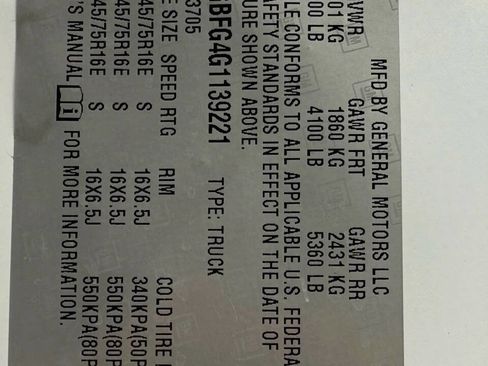 MFD BY GENERAL MOTORS LLC
GVWR GAWR FRT GAWR RR
01 KG 1860 KG 2431 KG
00 LB 4100 LB 5360 LB
LE CONFORMS TO ALL APPLICABLE U.S. FEDERA
AFETY STANDARDS IN EFFECT ON THE DATE OF
URE SHOWN ABOVE.
GBFG4G1139221 TYPE: TRUCK
3705
E SIZE SPEED RTG RIM COLD TIRE
45/75R16E S 16X6.5J 340KPA(50P
45/75R16E S 16X6.5J 550KPA(80P
45/75R16E S 16X6.5J 550KPA(80P
'S MANUAL FOR MORE INFORMATION.